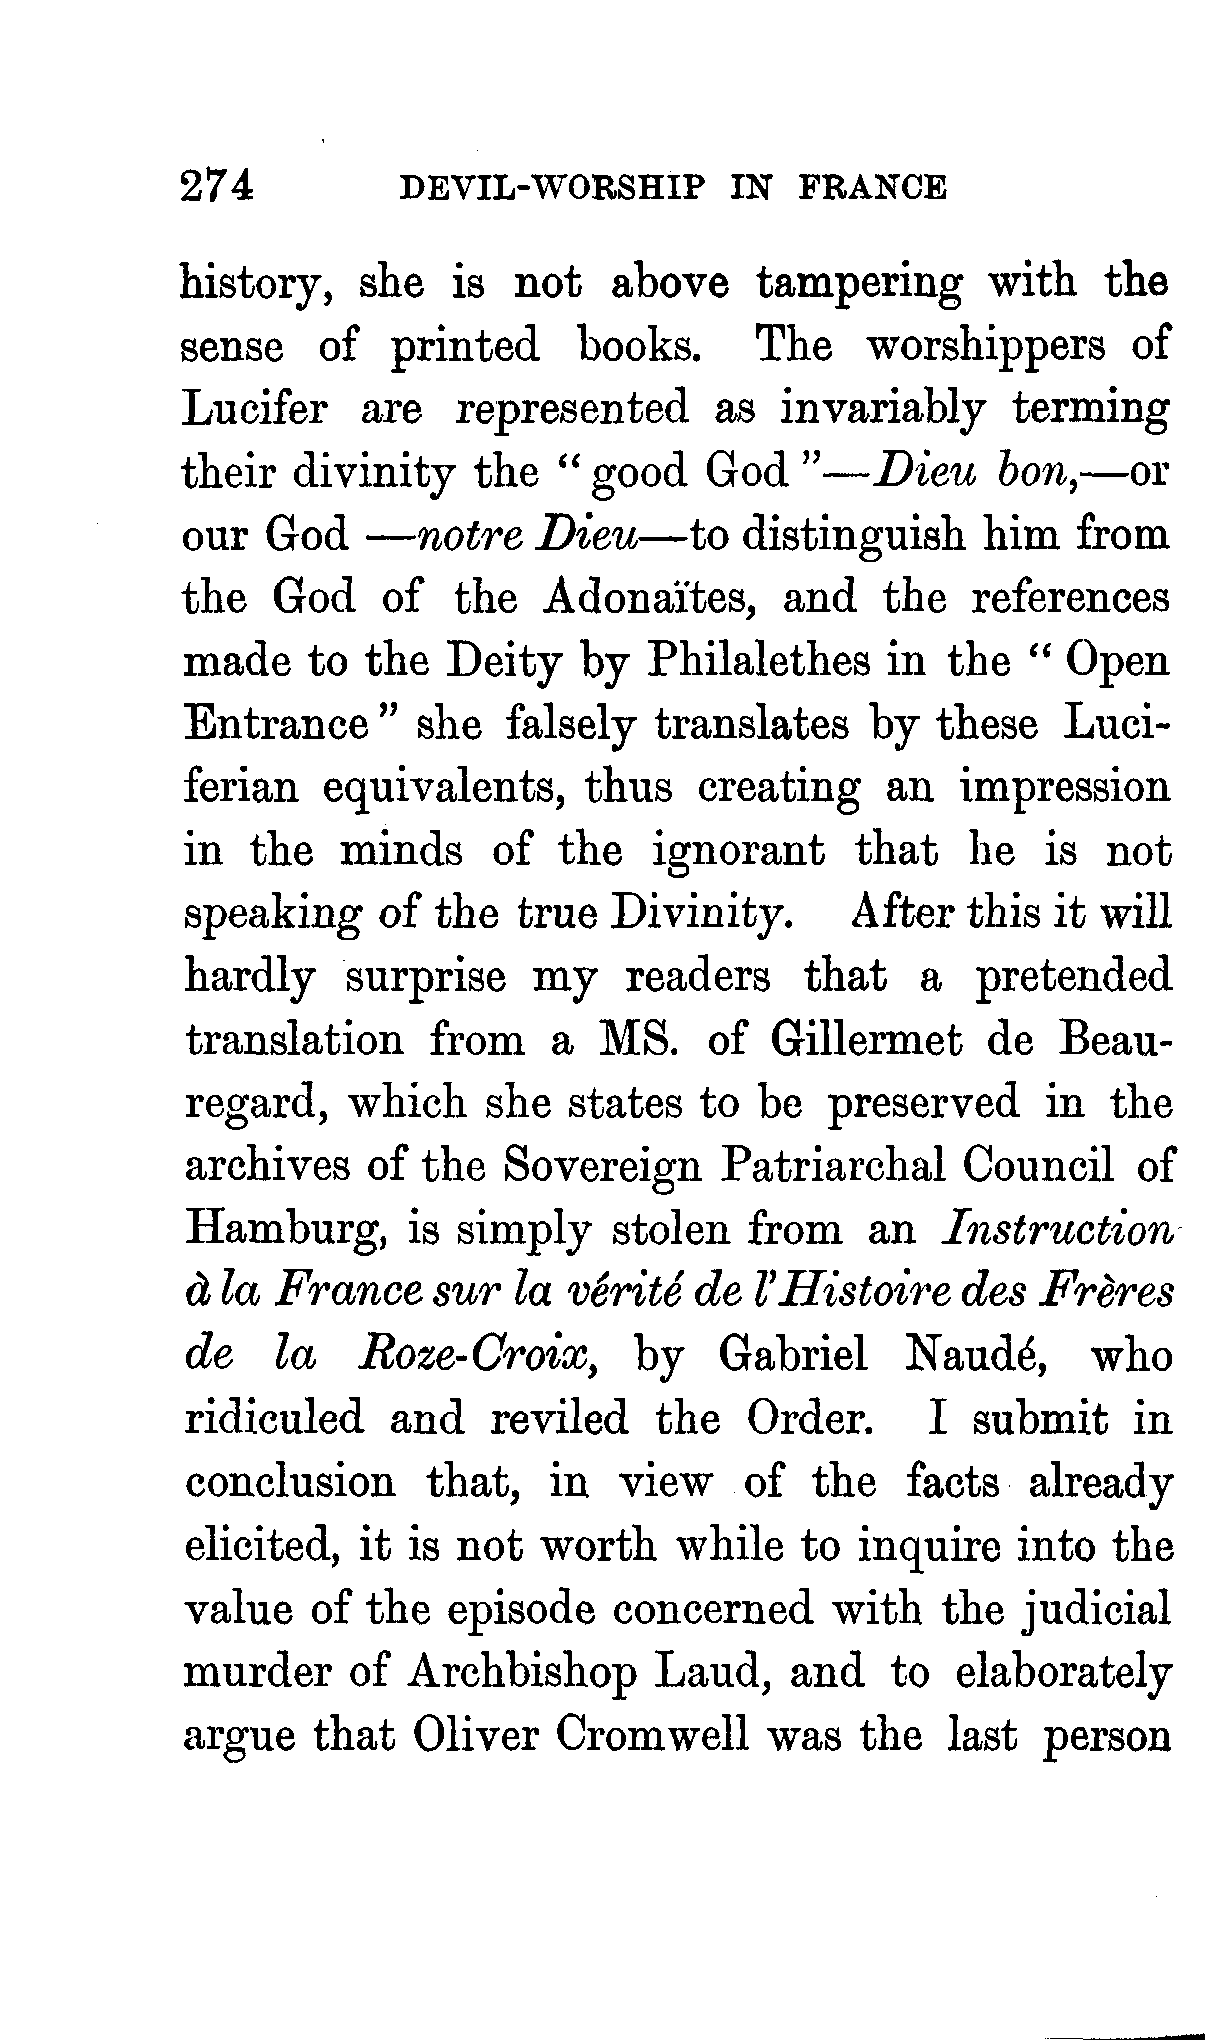 274 DEVIL-WORSHIP IN FRANCE
history, she is not above tampering with the
sense of printed books. The worshippers of
Lucifer are represented as invariably terming
their divinity the “ good God ”—Dieu bon,—or
our God —notre Dieu—to distinguish him from
the God of the Adonaïtes, and the references
made to the Deity by Philalethes in the “ Open
Entrance ” she falsely translates by these Luci-
ferian equivalents, thus creating an impression
in the minds of the ignorant that he is not
speaking of the true Divinity. After this it will
hardly surprise my readers that a pretended
translation from a MS. of Gillermet de Beau-
regard, which she states to be preserved in the
archives of the Sovereign Patriarchal Council of
Hamburg, is simply stolen from an Instruction
à la France sur la vérité de l’Histoire des Frères
de la Roze-Croix, by Gabriel Naudé, who
ridiculed and reviled the Order. I submit in
conclusion that, in view of the facts already
elicited, it is not worth while to inquire into the
value of the episode concerned with the judicial
murder of Archbishop Laud, and to elaborately
argue that Oliver Cromwell was the last person